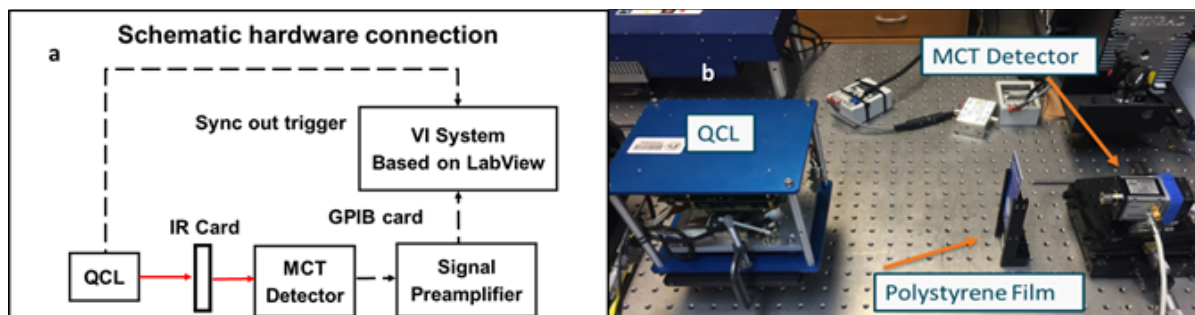 Schematic hardware connection
a
Sync out trigger
VI System
Based on LabView
GPIB card
IR Card
QCL
MCT
Detector
Signal
Preamplifier
b
MCT Detector
QCL
Polystyrene Film